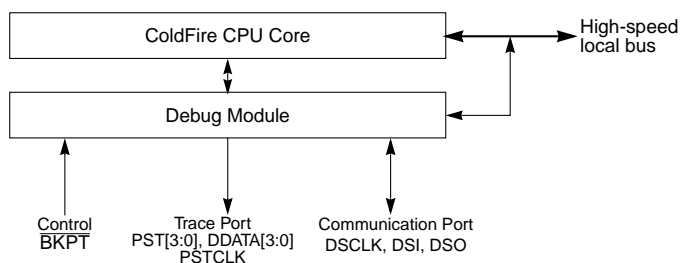 ColdFire CPU Core
High-speed
local bus
Debug Module
Control
BKPT
Trace Port
PST[3:0], DDATA[3:0]
PSTCLK
Communication Port
DSCLK, DSI, DSO